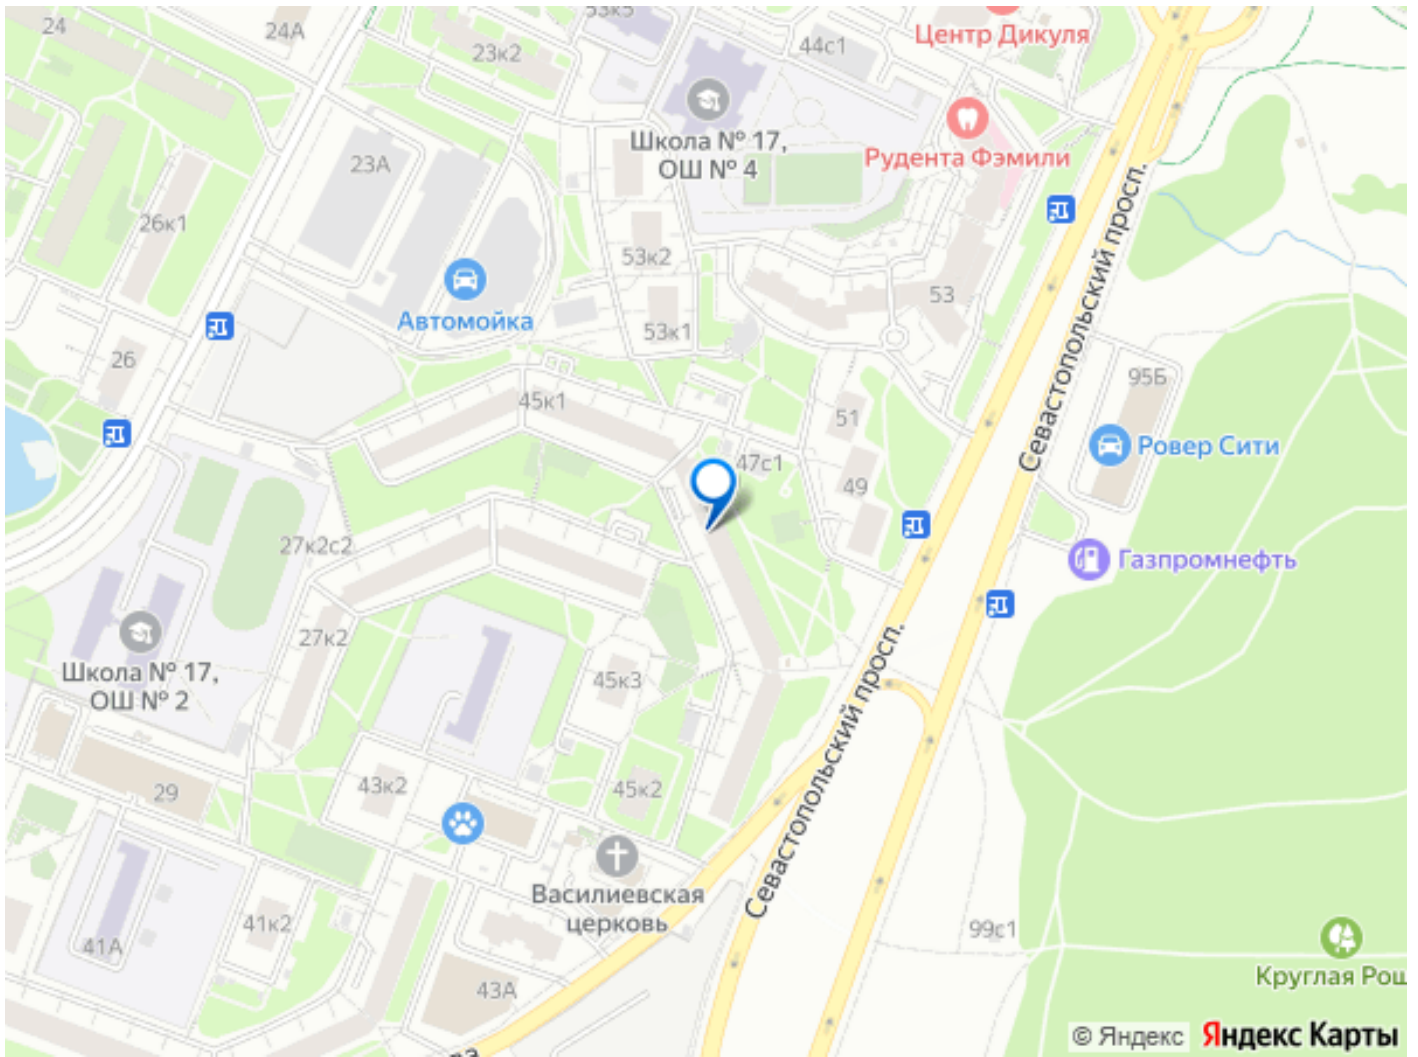 53к5
24
24А
23к2
44с1
Центр Дикуля
Школа № 17,
ОШ № 4
Рудента Фэмили
23А
26к1
53к2
Севастопольский просп.
53
Автомойка
53к1
26
95Б
45к1
51
Ровер Сити
47с1
49
27к2с2
Газпромнефть
27к2
Школа № 17,
ОШ № 2
45к3
Севастопольский просп.
43к2
45к2
29
Василиевская
церковь
41к2
41А
99с1
43А
Круглая Рощ
© Яндекс Яндекс Карты